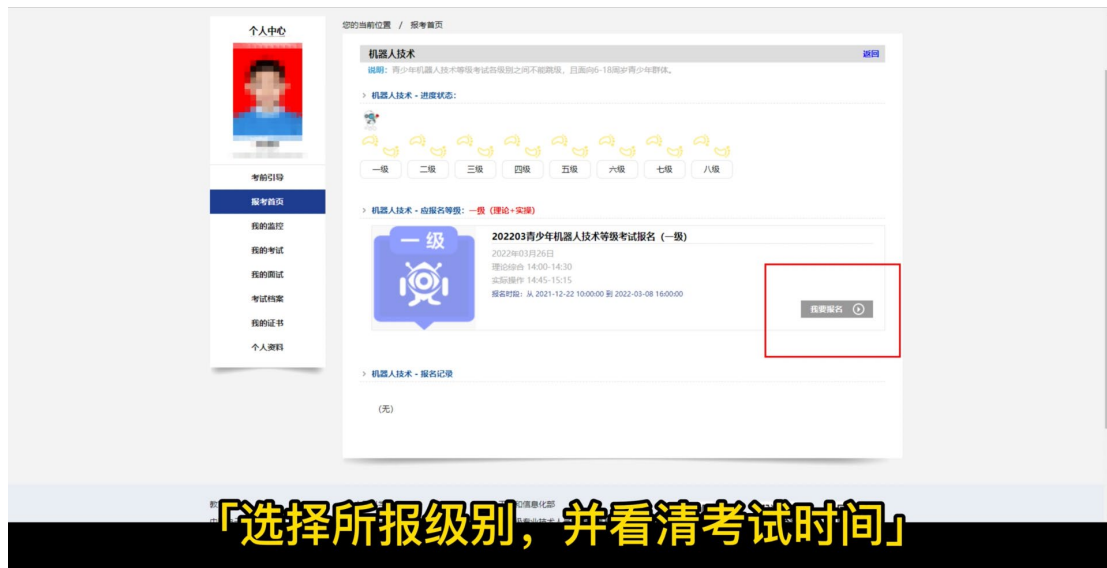 个人中心
您的当前位置 / 报考首页
机器人技术
返回
说明：青少年机器人技术等级考试各级别之间不能跳级，且面向6-18周岁青少年群体。
> 机器人技术 - 进度状态：
一级
二级
三级
四级
五级
六级
七级
八级
考前引导
报考首页
我的监控
我的考试
我的面试
考试档案
我的证书
个人资料
> 机器人技术 - 应报名等级：一级（理论+实操）
一级
202203青少年机器人技术等级考试报名（一级）
2022年03月26日
理论综合 14:00-14:30
实际操作 14:45-15:15
报名时段：从 2021-12-22 10:00:00 到 2022-03-08 16:00:00
我要报名
> 机器人技术 - 报名记录
（无）
和信息化部
「选择所报级别，并看清考试时间」